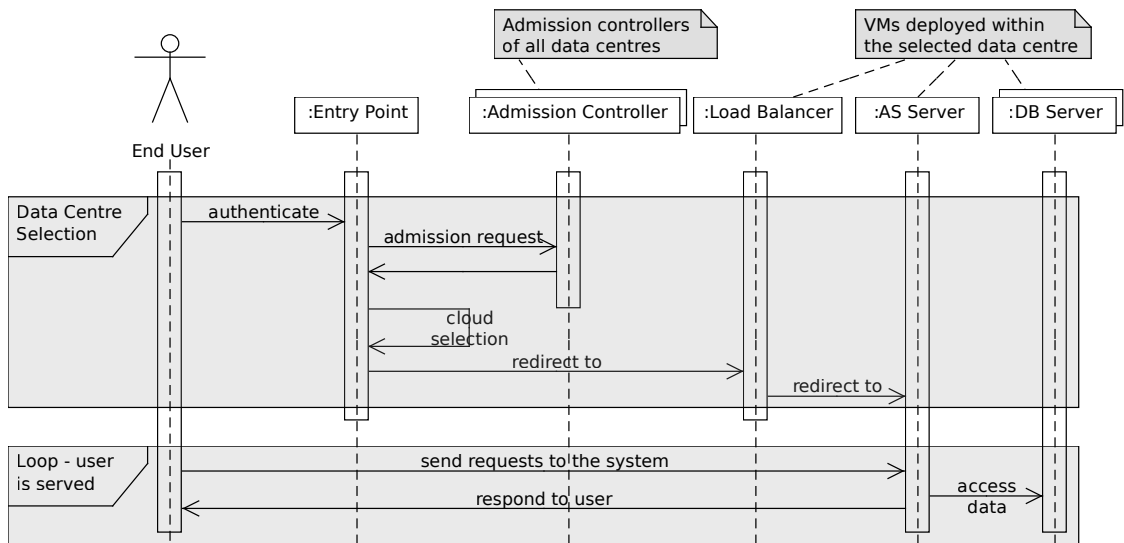 Admission controllers
of all data centres
VMs deployed within
the selected data centre
:Entry Point
:Admission Controller
:Load Balancer
:AS Server
:DB Server
End User
Data Centre
Selection
authenticate
admission request
cloud
selection
redirect to
redirect to
Loop - user
is served
send requests to the system
access
data
respond to user